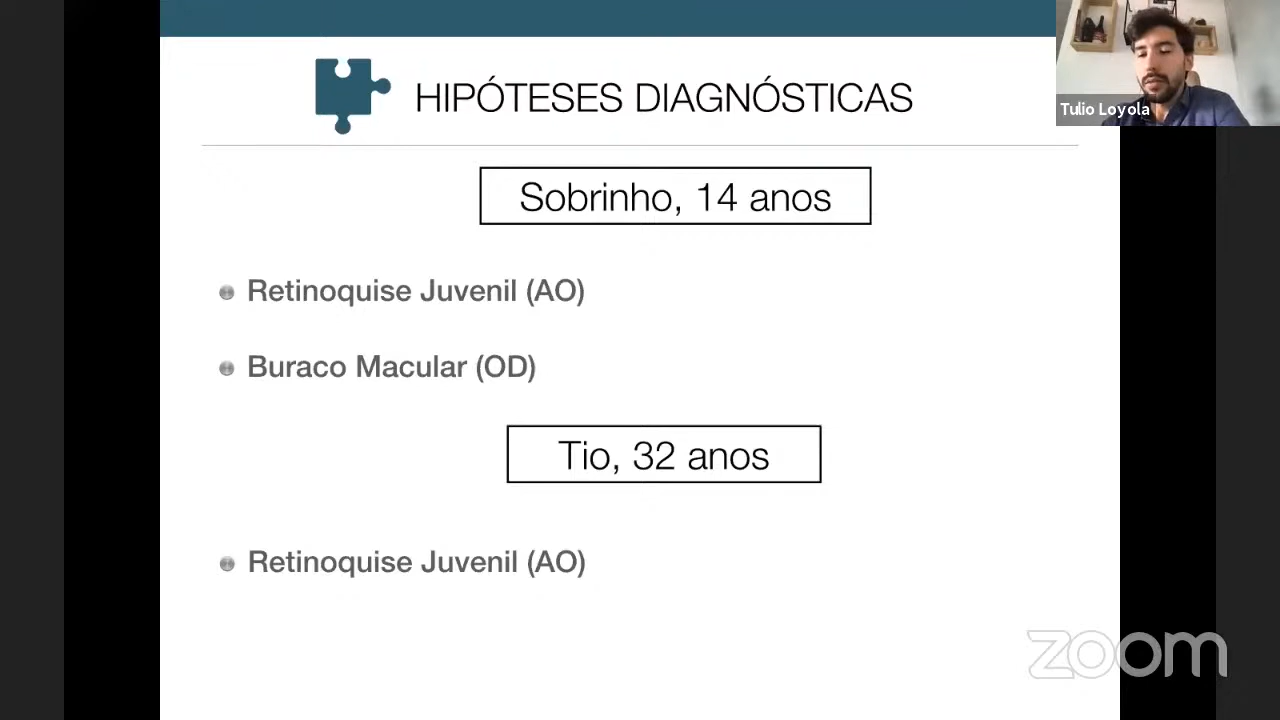 HIPÓTESES DIAGNÓSTICAS
Tulio Loyola
Sobrinho, 14 anos
Retinoquise Juvenil (AO)
Buraco Macular (OD)
Tio, 32 anos
Retinoquise Juvenil (AO)
zoom